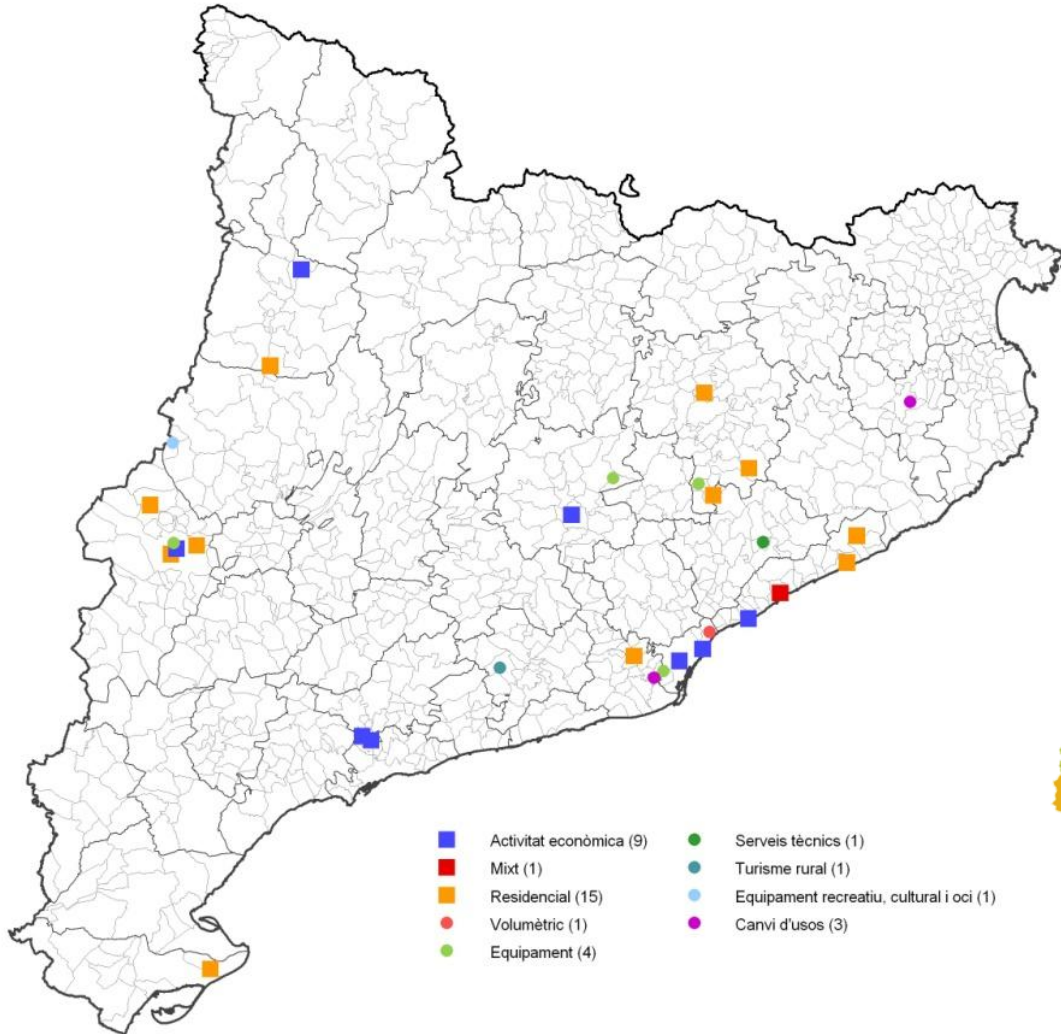 Activitat econòmica (9)
Mixt (1)
Residencial (15)
Volumètric (1)
Equipament (4)
Serveis tècnics (1)
Turisme rural (1)
Equipament recreatiu, cultural i oci (1)
Canvi d'usos (3)